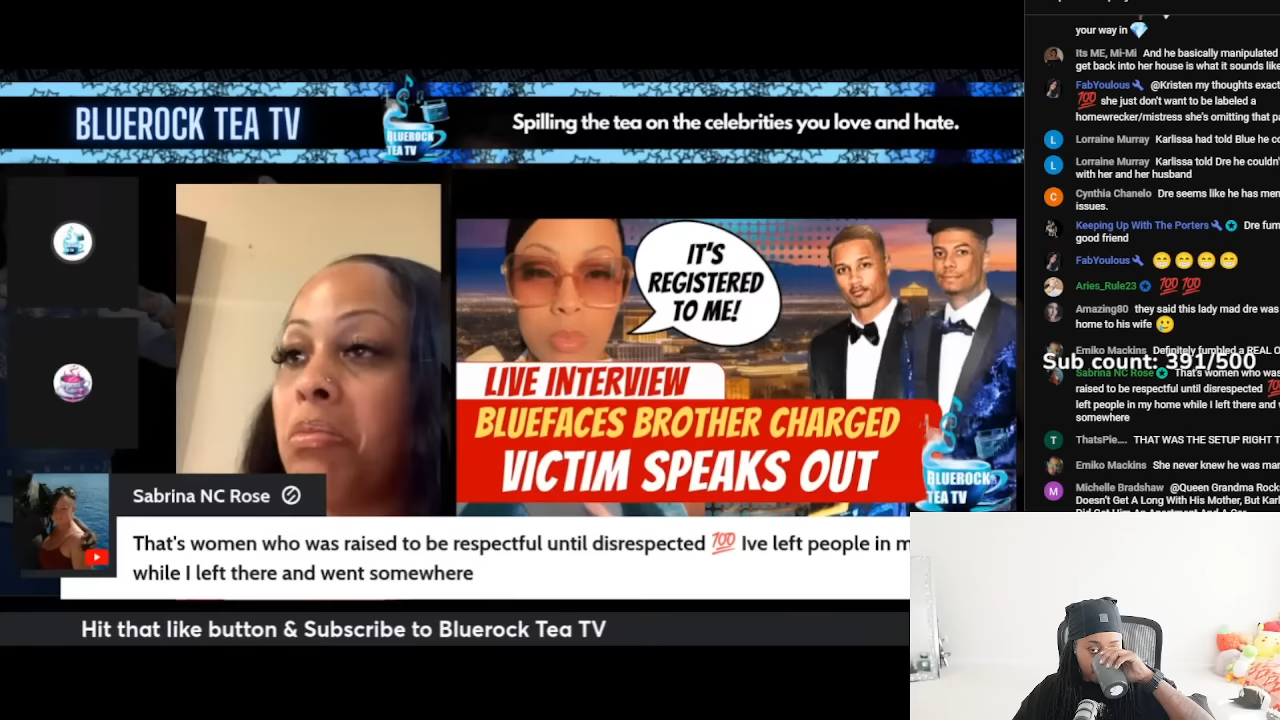 BLUEROCK TEA TV
BLUEROCK
TEA TV
Spilling the tea on the celebrities you love and hate.
IT'S
REGISTERED
TO ME!
LIVE INTERVIEW
BLUEFACES BROTHER CHARGED
VICTIM SPEAKS OUT
BLUEROCK
TEA TV
Sabrina NC Rose
That's women who was raised to be respectful until disrespected 💯 Ive left people in m
while I left there and went somewhere
Hit that like button & Subscribe to Bluerock Tea TV
your way in 💎
Its ME, Mi-Mi And he basically manipulated
get back into her house is what it sounds like
FabYoulous @Kristen my thoughts exact
💯 she just don't want to be labeled a
homewrecker/mistress she's omitting that p
L Lorraine Murray Karlissa had told Blue he co
L Lorraine Murray Karlissa told Dre he couldn'
with her and her husband
C Cynthia Chanelo Dre seems like he has men
issues.
Keeping Up With The Porters Dre fum
good friend
FabYoulous 😁😁😁😁
Aries_Rule23 💯 💯
Amazing80 they said this lady mad dre was
home to his wife 🥲
Emiko Mackins Definitely fumbled a REAL O
Sub count: 391/500
Sabrina NC Rose That's women who was
raised to be respectful until disrespected 💯
left people in my home while I left there and
somewhere
T ThatsPie.... THAT WAS THE SETUP RIGHT T
Emiko Mackins She never knew he was mar
M Michelle Bradshaw @Queen Grandma Rock
Doesn't Get A Long With His Mother, But Kar